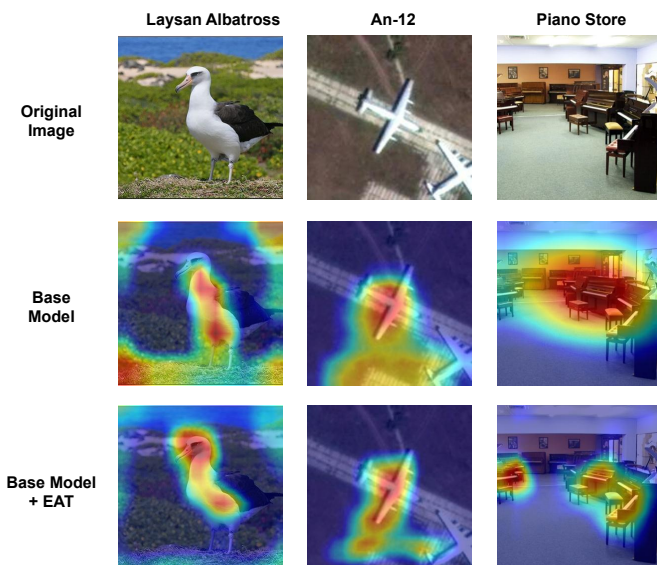 Laysan Albatross
An-12
Piano Store
Original
Image
Base
Model
Base Model
+ EAT